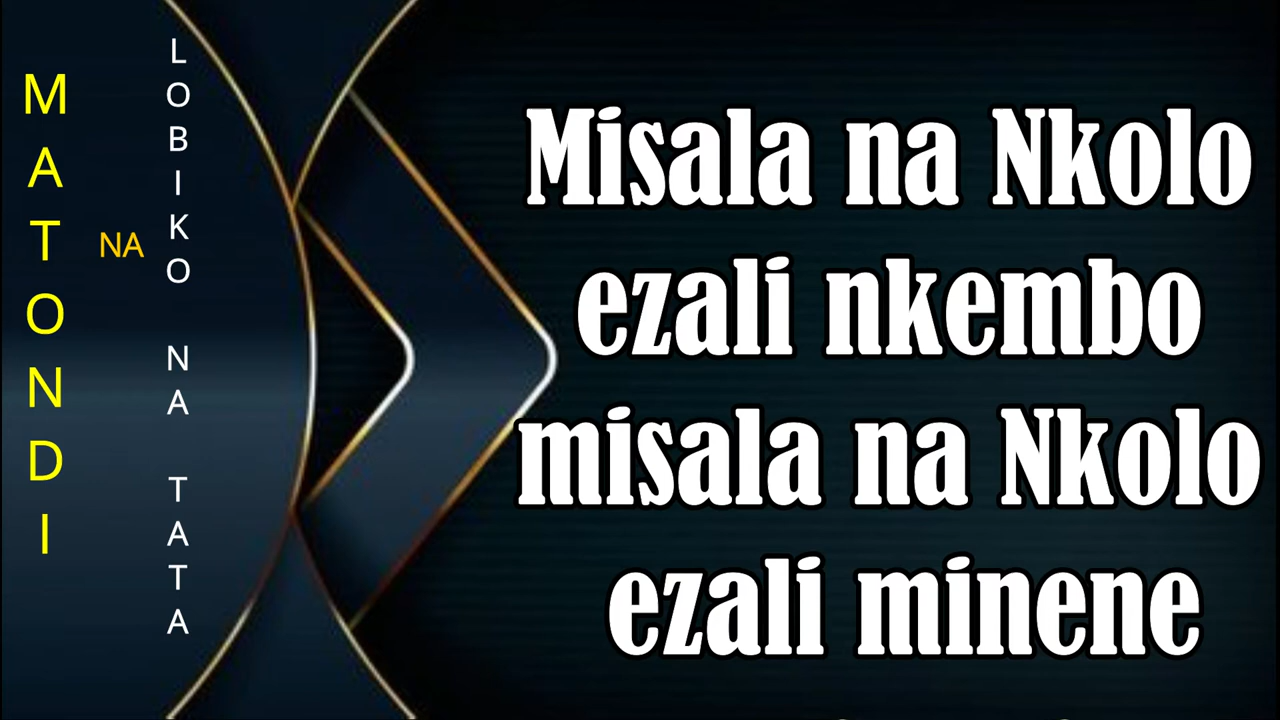 MATONDI
NA
LOBIKO NA TATA
Misala na Nkolo
ezali nkembo
misala na Nkolo
ezali minene